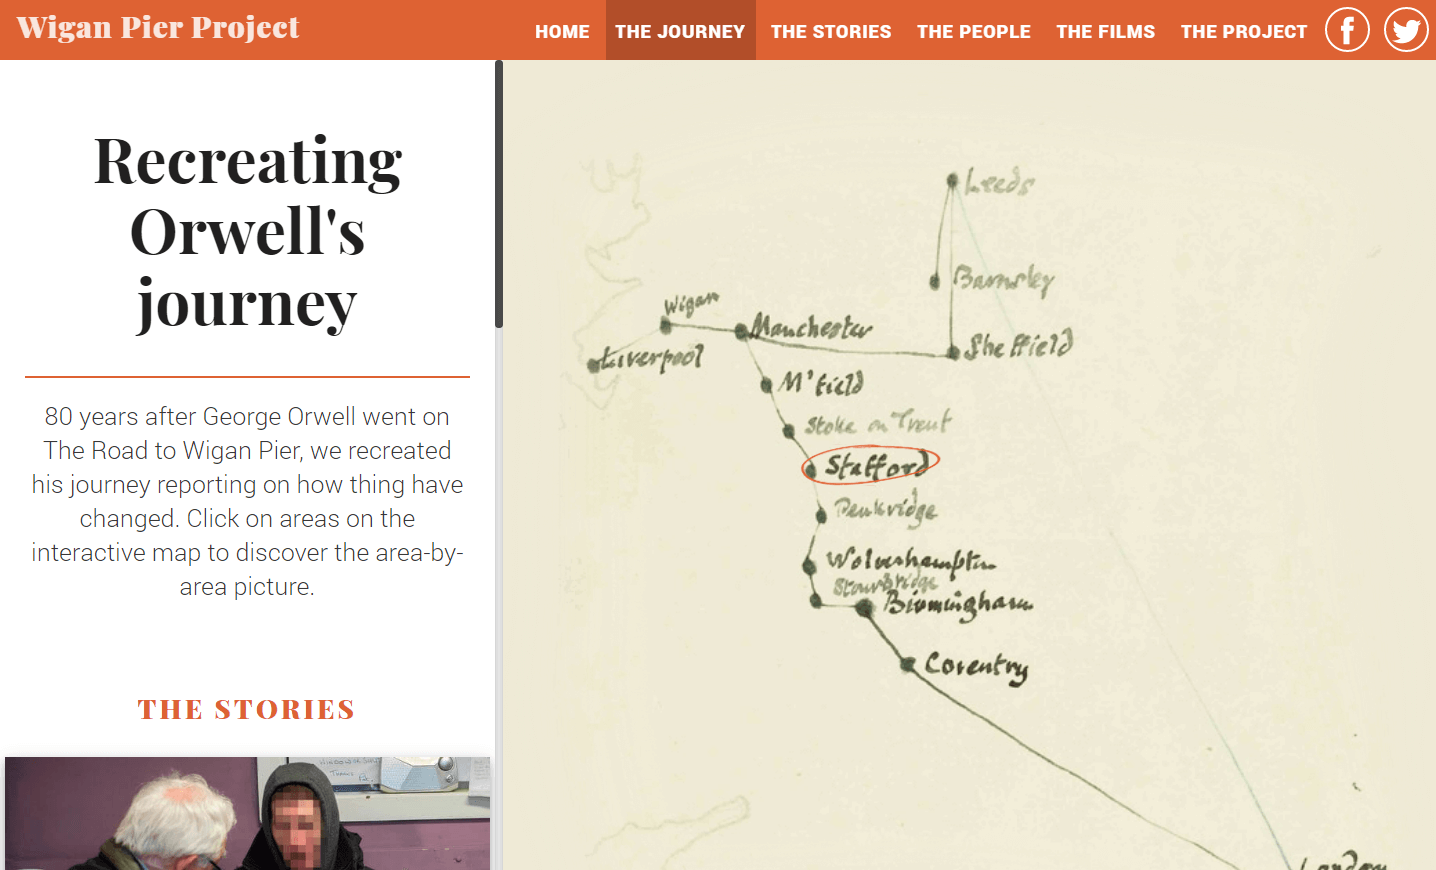 Wigan Pier Project
HOME THE JOURNEY THE STORIES THE PEOPLE THE FILMS THE PROJECT
Recreating
Orwell's
journey
80 years after George Orwell went on
The Road to Wigan Pier, we recreated
his journey reporting on how thing have
changed. Click on areas on the
interactive map to discover the area-by-
area picture.
THE STORIES
Leeds
Barnsley
Wigan
Manchester
Sheffield
Liverpool
M'field
Stoke on Trent
Stafford
Penkridge
Wolverhampton
Stourbridge
Birmingham
Coventry
London